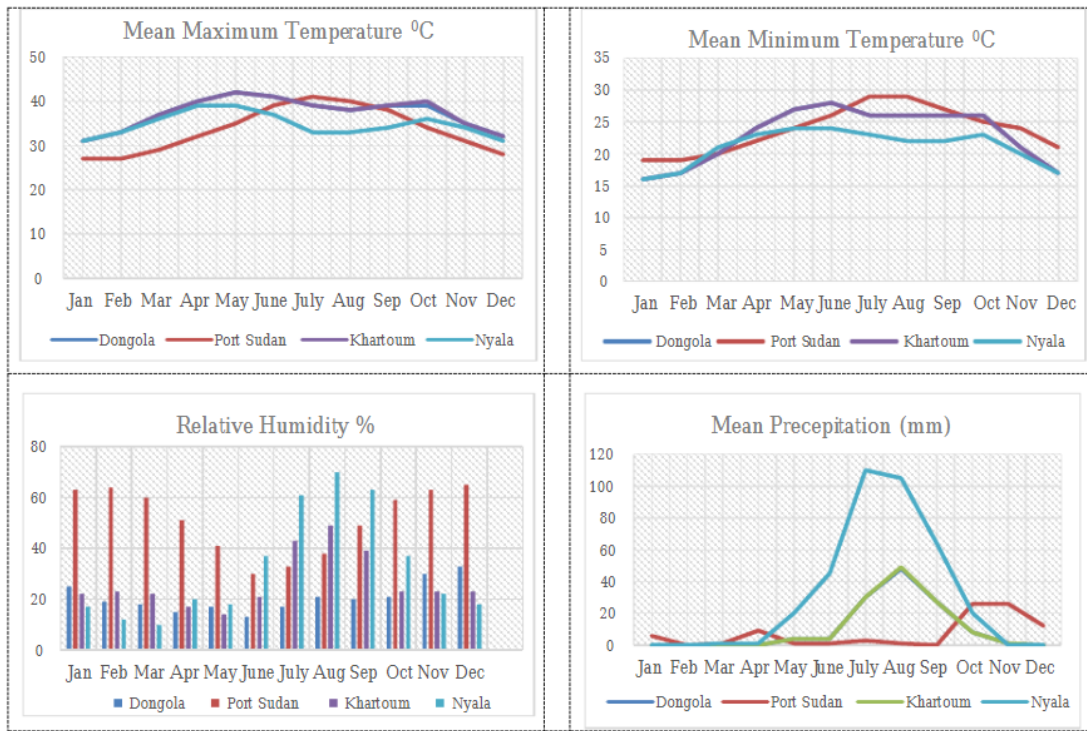 Mean Maximum Temperature ⁰C
50
40
30
20
10
0
Jan Feb Mar Apr May June July Aug Sep Oct Nov Dec
Dongola Port Sudan Khartoum Nyala
Mean Minimum Temperature ⁰C
35
30
25
20
15
10
5
0
Jan Feb Mar Apr May June July Aug Sep Oct Nov Dec
Dongola Port Sudan Khartoum Nyala
Relative Humidity %
80
60
40
20
0
Jan Feb Mar Apr May June July Aug Sep Oct Nov Dec
Dongola Port Sudan Khartoum Nyala
Mean Precepitation (mm)
120
100
80
60
40
20
0
Jan Feb Mar Apr May June July Aug Sep Oct Nov Dec
Dongola Port Sudan Khartoum Nyala